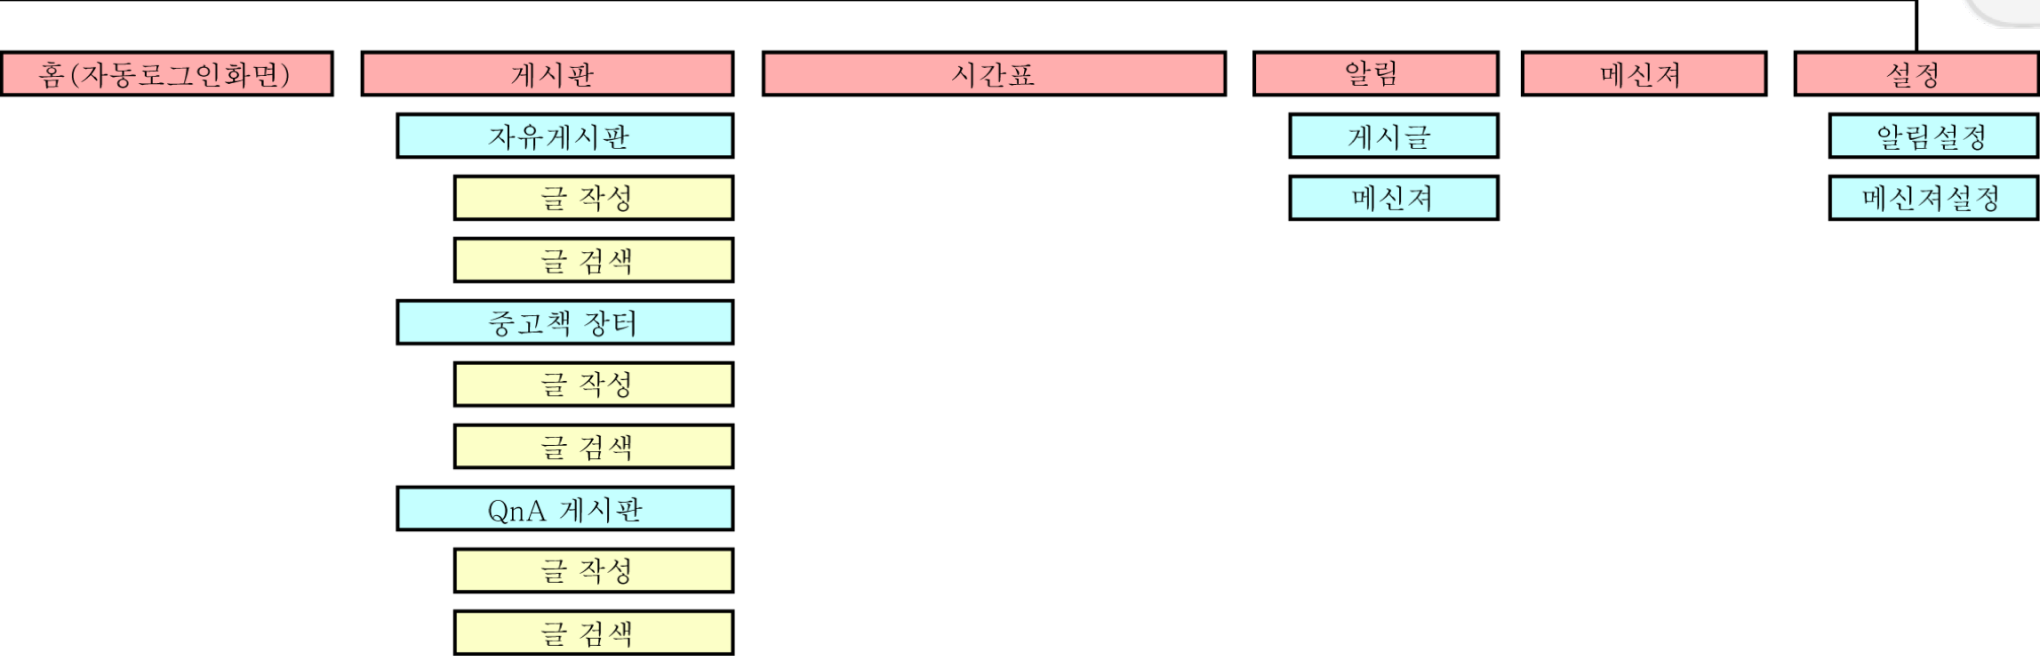 홈(자동로그인화면)
게시판
시간표
알림
메신져
설정
자유게시판
게시글
알림설정
글 작성
메신져
메신져설정
글 검색
중고책 장터
글 작성
글 검색
QnA 게시판
글 작성
글 검색